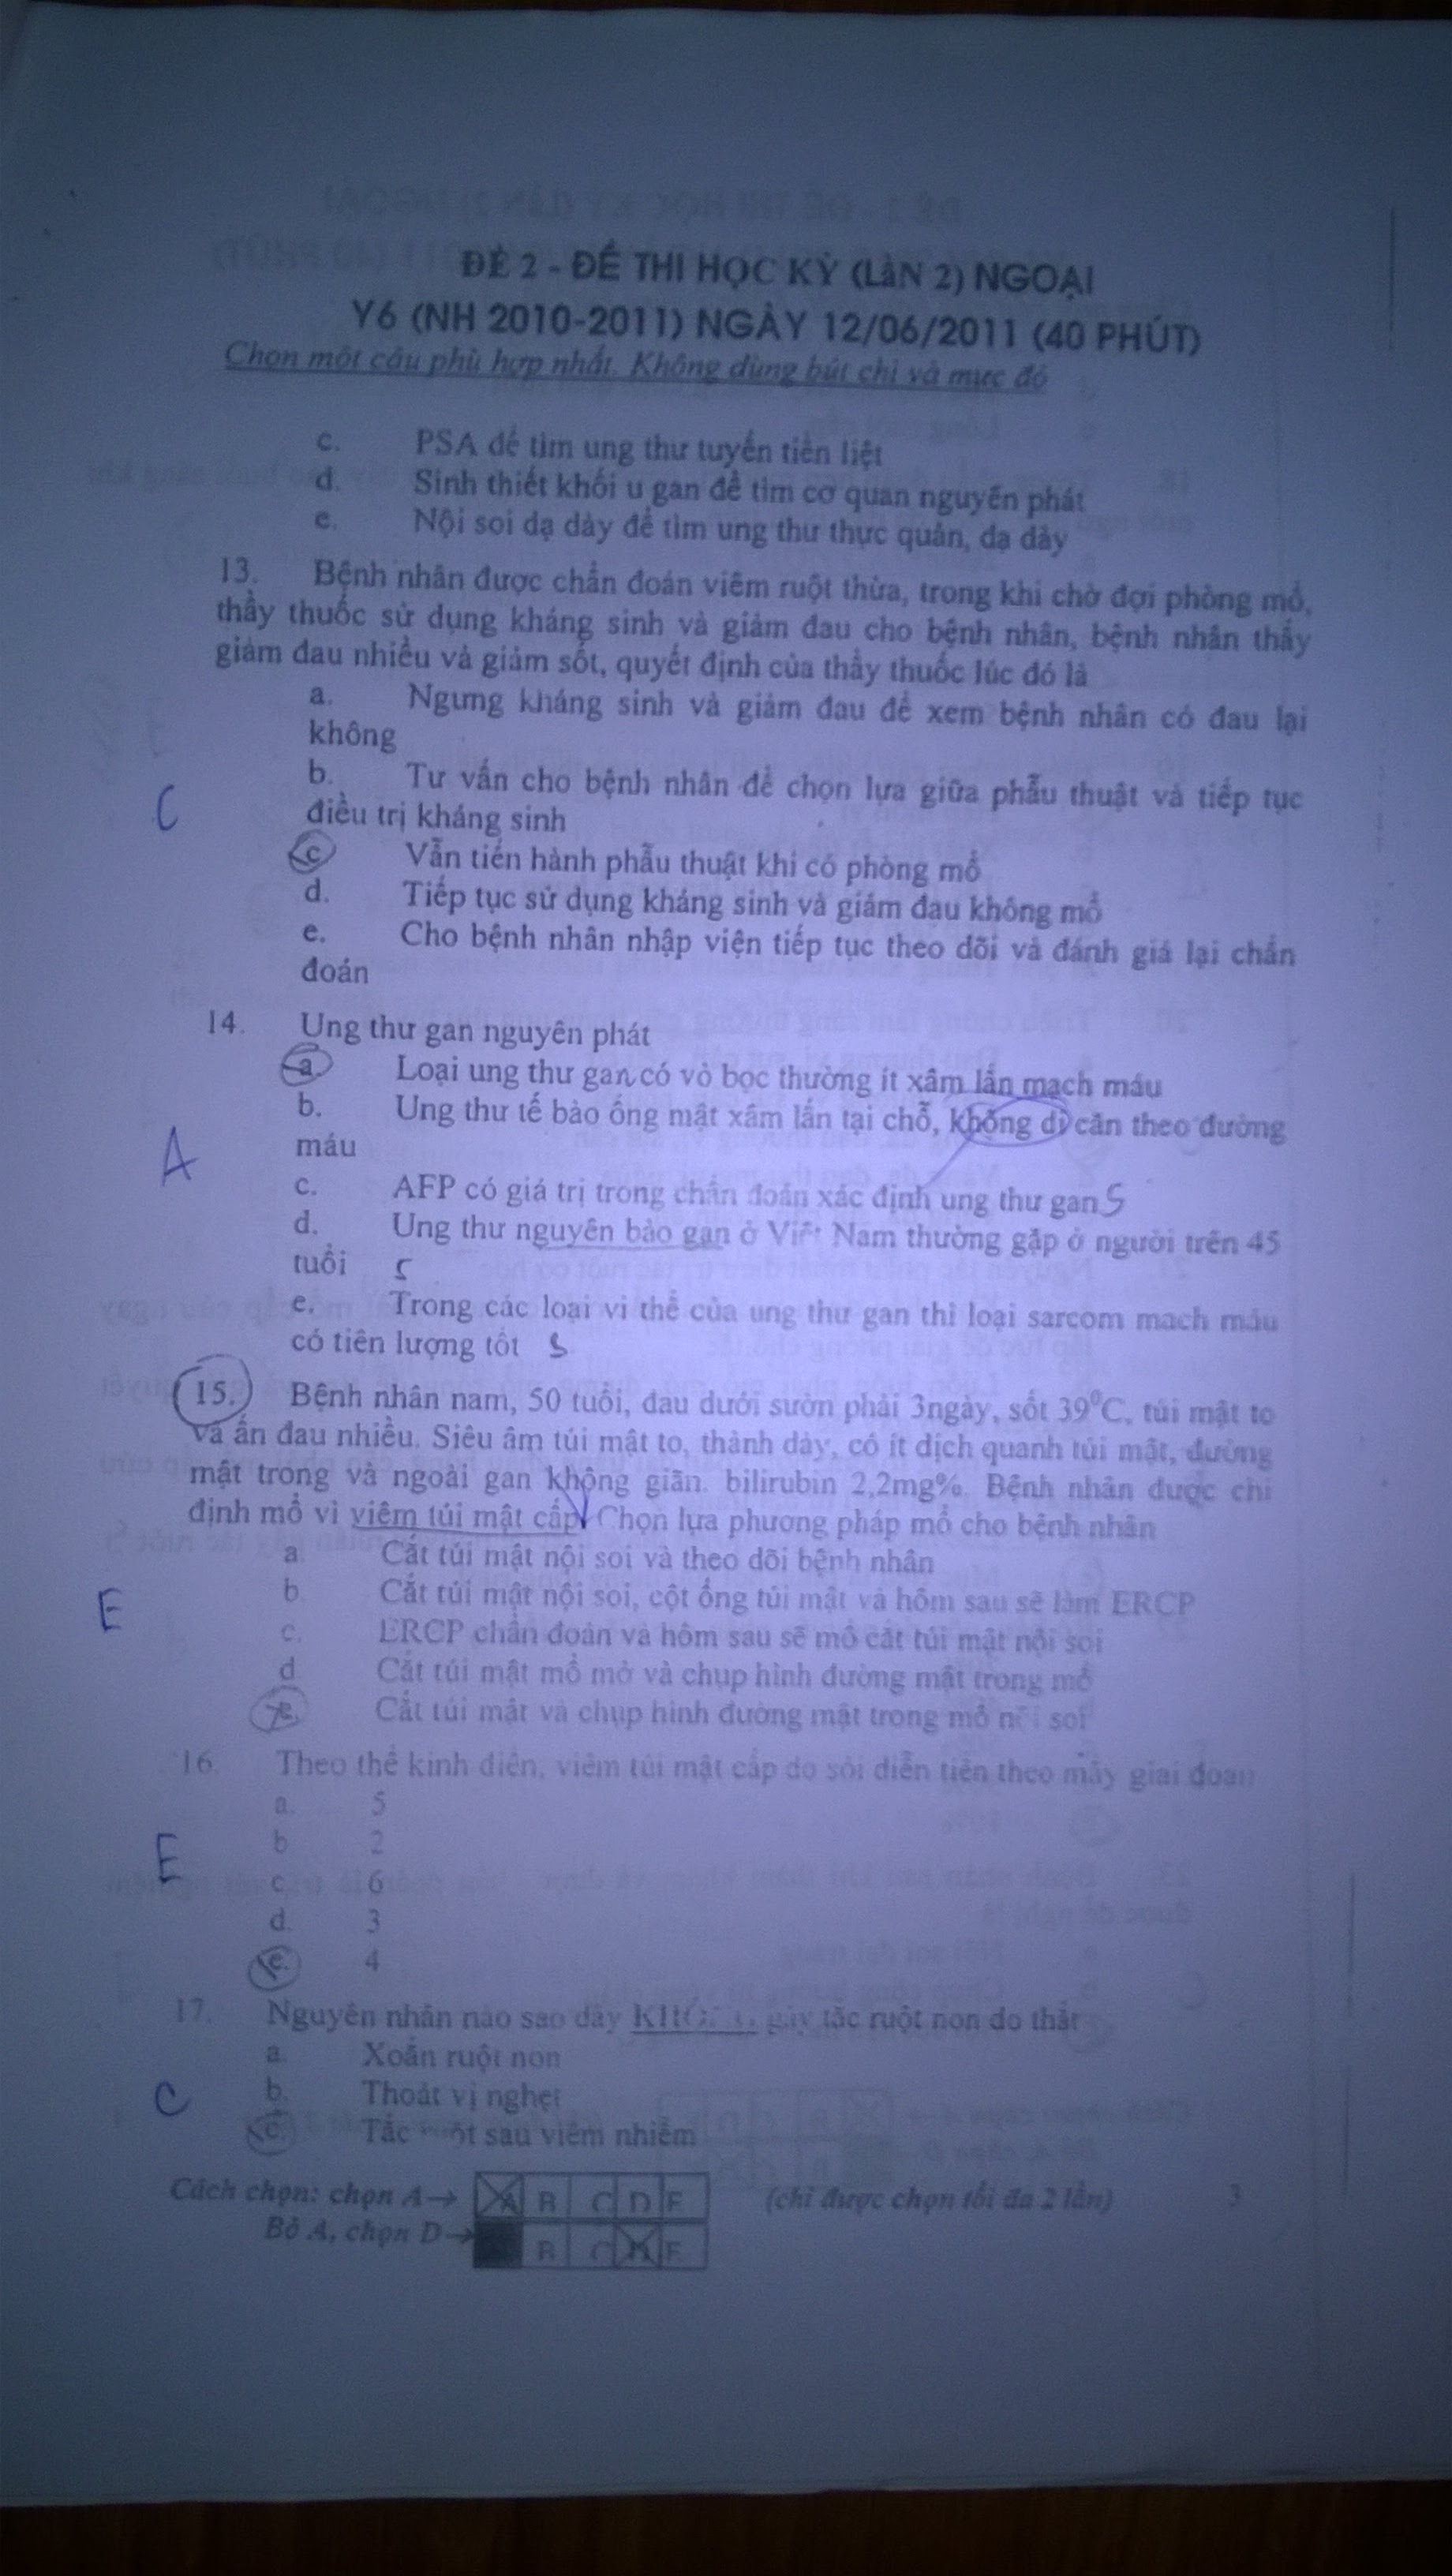 ĐỀ 2 - ĐỀ THI HỌC KỲ (LẦN 2) NGOẠI
Y6 (NH 2010-2011) NGÀY 12/06/2011 (40 PHÚT)
Chọn một câu phù hợp nhất. Không dùng bút chì và mực đỏ
c. PSA để tìm ung thư tuyến tiền liệt
d. Sinh thiết khối u gan để tìm cơ quan nguyên phát
e. Nội soi dạ dày để tìm ung thư thực quản, dạ dày
13. Bệnh nhân được chẩn đoán viêm ruột thừa, trong khi chờ đợi phòng mổ,
thầy thuốc sử dụng kháng sinh và giảm đau cho bệnh nhân, bệnh nhân thấy
giảm đau nhiều và giảm sốt, quyết định của thầy thuốc lúc đó là
a. Ngưng kháng sinh và giảm đau để xem bệnh nhân có đau lại
không
b. Tư vấn cho bệnh nhân để chọn lựa giữa phẫu thuật và tiếp tục
C điều trị kháng sinh
c. Vẫn tiến hành phẫu thuật khi có phòng mổ
d. Tiếp tục sử dụng kháng sinh và giảm đau không mổ
e. Cho bệnh nhân nhập viện tiếp tục theo dõi và đánh giá lại chẩn
đoán
14. Ung thư gan nguyên phát
a. Loại ung thư gan có vỏ bọc thường ít xâm lấn mạch máu
b. Ung thư tế bào ống mật xâm lấn tại chỗ, không di căn theo đường
A máu
c. AFP có giá trị trong chẩn đoán xác định ung thư gan S
d. Ung thư nguyên bào gan ở Việt Nam thường gặp ở người trên 45
tuổi S
e. Trong các loại vi thể của ung thư gan thì loại sarcom mạch máu
có tiên lượng tốt S
15. Bệnh nhân nam, 50 tuổi, đau dưới sườn phải 3ngày, sốt 39⁰C, túi mật to
và ấn đau nhiều. Siêu âm túi mật to, thành dày, có ít dịch quanh túi mật, đường
mật trong và ngoài gan không giãn. bilirubin 2,2mg%. Bệnh nhân được chỉ
định mổ vì viêm túi mật cấp. Chọn lựa phương pháp mổ cho bệnh nhân
a. Cắt túi mật nội soi và theo dõi bệnh nhân
E b. Cắt túi mật nội soi, cột ống túi mật và hôm sau sẽ làm ERCP
c. ERCP chẩn đoán và hôm sau sẽ mổ cắt túi mật nội soi
d. Cắt túi mật mổ mở và chụp hình đường mật trong mổ
e. Cắt túi mật và chụp hình đường mật trong mổ nội soi
16. Theo thể kinh điển, viêm túi mật cấp do sỏi diễn tiến theo mấy giai đoạn
a. 5
E b 2
c 6
d. 3
e. 4
17. Nguyên nhân nào sao đây KHÔNG gây tắc ruột non do thắt
a. Xoắn ruột non
C b. Thoát vị nghẹt
c. Tắc ruột sau viêm nhiễm
Cách chọn: chọn A→ A B C D E (chỉ được chọn tối đa 2 lần) 3
Bỏ A, chọn D→ B C D E